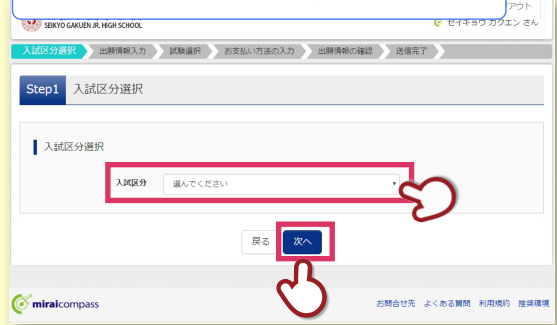 アウト
SEIKYO GAKUEN JR. HIGH SCHOOL
セイキョウ ガクエン さん
入試区分選択 出願情報入力 試験選択 お支払い方法の入力 出願情報の確認 送信完了
Step1 入試区分選択
入試区分選択
入試区分 選んでください
戻る 次へ
miraicompass
お問合せ先 よくある質問 利用規約 推奨環境